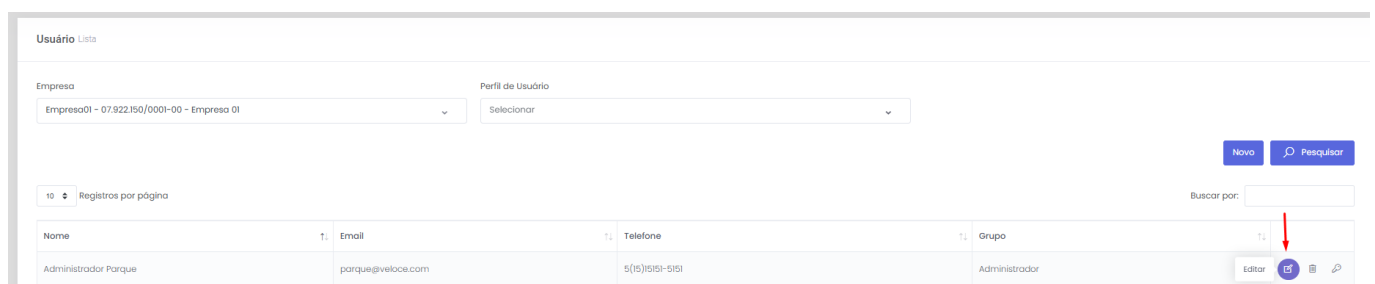 Usuário Lista
Empresa
Perfil de Usuário
Empresa01 - 07.922.150/0001-00 - Empresa 01
Selecionar
Novo
Pesquisar
10 Registros por página
Buscar por:
Nome Email Telefone Grupo
Administrador Parque parque@veloce.com 5(15)15151-5151 Administrador Editar